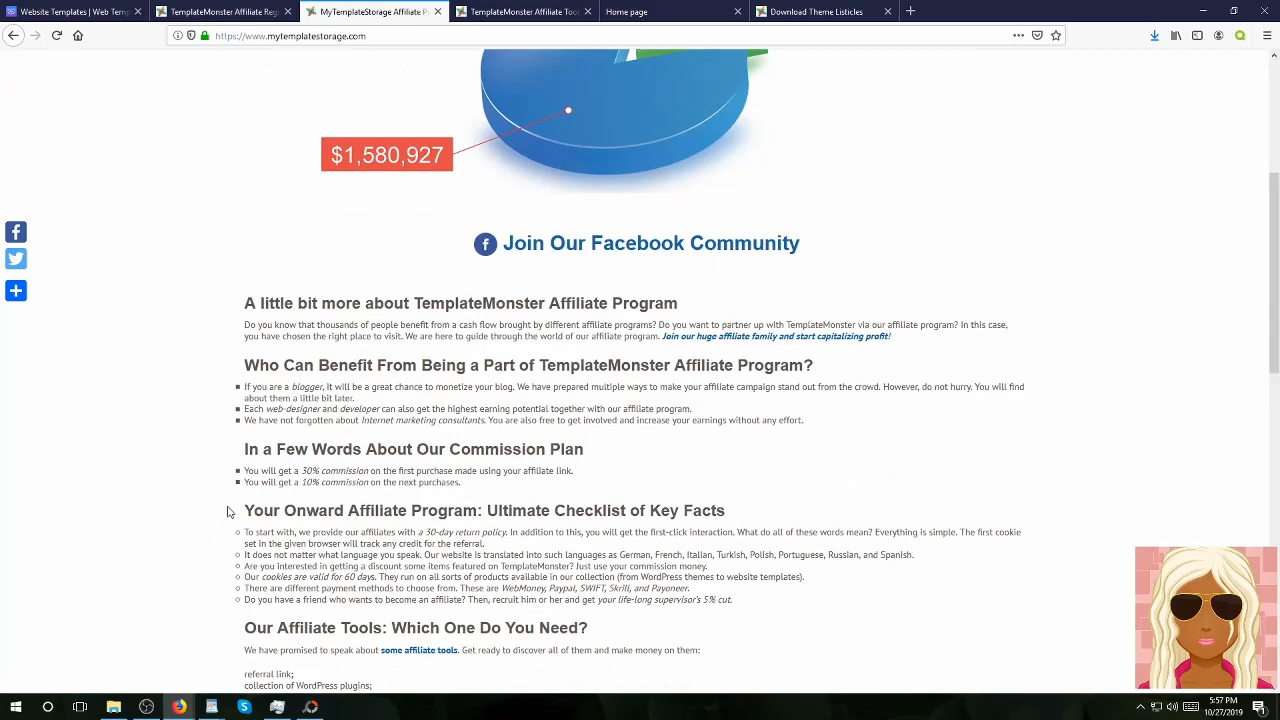 Website Templates | Web Temp
TemplateMonster Affiliate Reg
MyTemplateStorage Affiliate P
TemplateMonster Affiliate Tool
Home page
Download Theme Listicles
https://www.mytemplatestorage.com
$1,580,927
Join Our Facebook Community
A little bit more about TemplateMonster Affiliate Program
Do you know that thousands of people benefit from a cash flow brought by different affiliate programs? Do you want to partner up with TemplateMonster via our affiliate program? In this case,
you have chosen the right place to visit. We are here to guide through the world of our affiliate program. Join our huge affiliate family and start capitalizing profit!
Who Can Benefit From Being a Part of TemplateMonster Affiliate Program?
If you are a blogger, it will be a great chance to monetize your blog. We have prepared multiple ways to make your affiliate campaign stand out from the crowd. However, do not hurry. You will find
about them a little bit later.
Each web-designer and developer can also get the highest earning potential together with our affiliate program.
We have not forgotten about Internet marketing consultants. You are also free to get involved and increase your earnings without any effort.
In a Few Words About Our Commission Plan
You will get a 30% commission on the first purchase made using your affiliate link.
You will get a 10% commission on the next purchases.
Your Onward Affiliate Program: Ultimate Checklist of Key Facts
To start with, we provide our affiliates with a 30-day return policy. In addition to this, you will get the first-click interaction. What do all of these words mean? Everything is simple. The first cookie
set in the given browser will track any credit for the referral.
It does not matter what language you speak. Our website is translated into such languages as German, French, Italian, Turkish, Polish, Portuguese, Russian, and Spanish.
Are you interested in getting a discount some items featured on TemplateMonster? Just use your commission money.
Our cookies are valid for 60 days. They run on all sorts of products available in our collection (from WordPress themes to website templates).
There are different payment methods to choose from. These are WebMoney, Paypal, SWIFT, Skrill, and Payoneer.
Do you have a friend who wants to become an affiliate? Then, recruit him or her and get your life-long supervisor's 5% cut.
Our Affiliate Tools: Which One Do You Need?
We have promised to speak about some affiliate tools. Get ready to discover all of them and make money on them:
referral link;
collection of WordPress plugins;
5:57 PM
10/27/2019